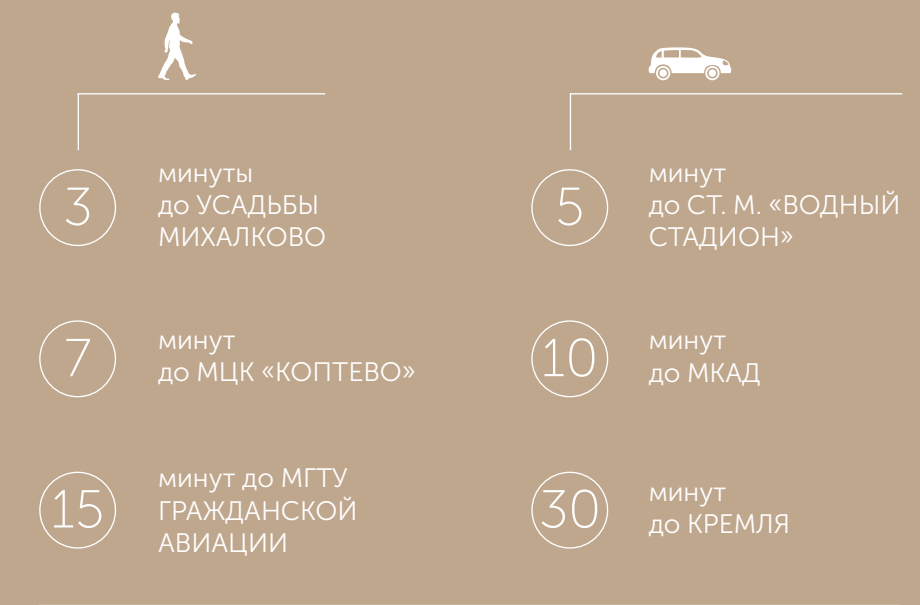 3
минуты
до УСАДЬБЫ
МИХАЛКОВО
7
минут
до МЦК «КОПТЕВО»
15
минут до МГТУ
ГРАЖДАНСКОЙ
АВИАЦИИ
5
минут
до СТ. М. «ВОДНЫЙ
СТАДИОН»
10
минут
до МКАД
30
минут
до КРЕМЛЯ